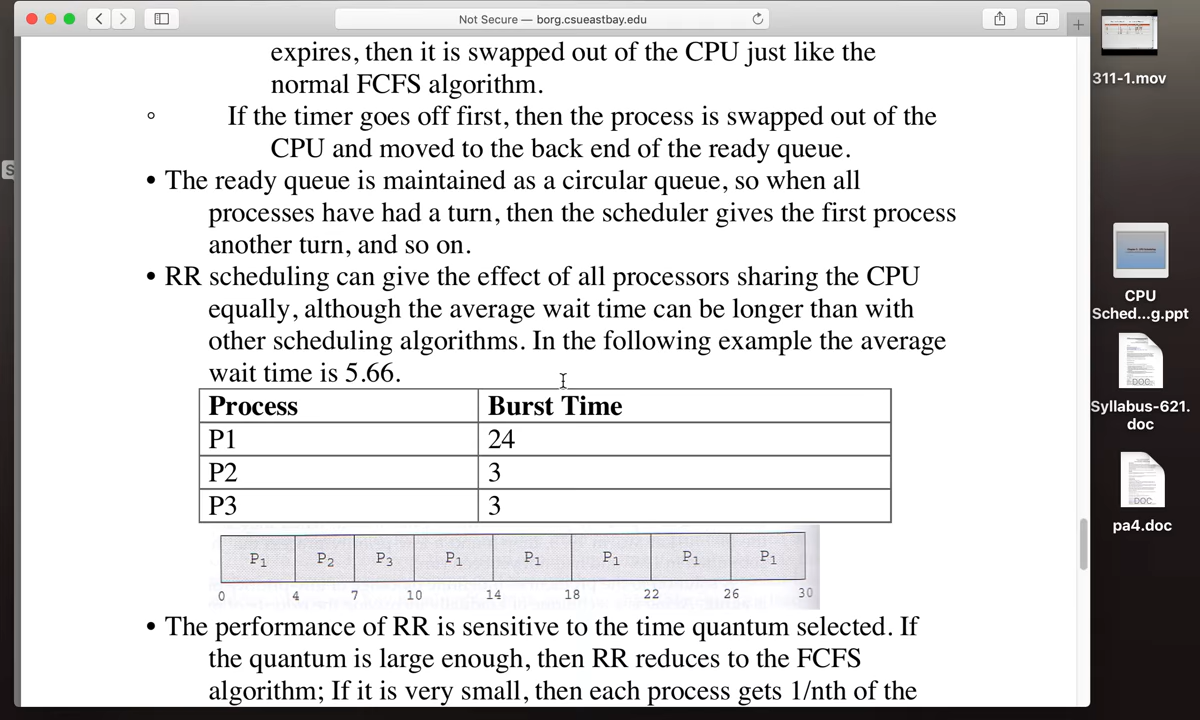 Not Secure — borg.csueastbay.edu
expires, then it is swapped out of the CPU just like the
normal FCFS algorithm.
If the timer goes off first, then the process is swapped out of the
CPU and moved to the back end of the ready queue.
• The ready queue is maintained as a circular queue, so when all
processes have had a turn, then the scheduler gives the first process
another turn, and so on.
• RR scheduling can give the effect of all processors sharing the CPU
equally, although the average wait time can be longer than with
other scheduling algorithms. In the following example the average
wait time is 5.66.
Process Burst Time
P1 24
P2 3
P3 3
P1 P2 P3 P1 P1 P1 P1 P1
0 4 7 10 14 18 22 26 30
• The performance of RR is sensitive to the time quantum selected. If
the quantum is large enough, then RR reduces to the FCFS
algorithm; If it is very small, then each process gets 1/nth of the
311-1.mov
CPU
Sched...g.ppt
DOC
Syllabus-621.
doc
DOC
pa4.doc
S